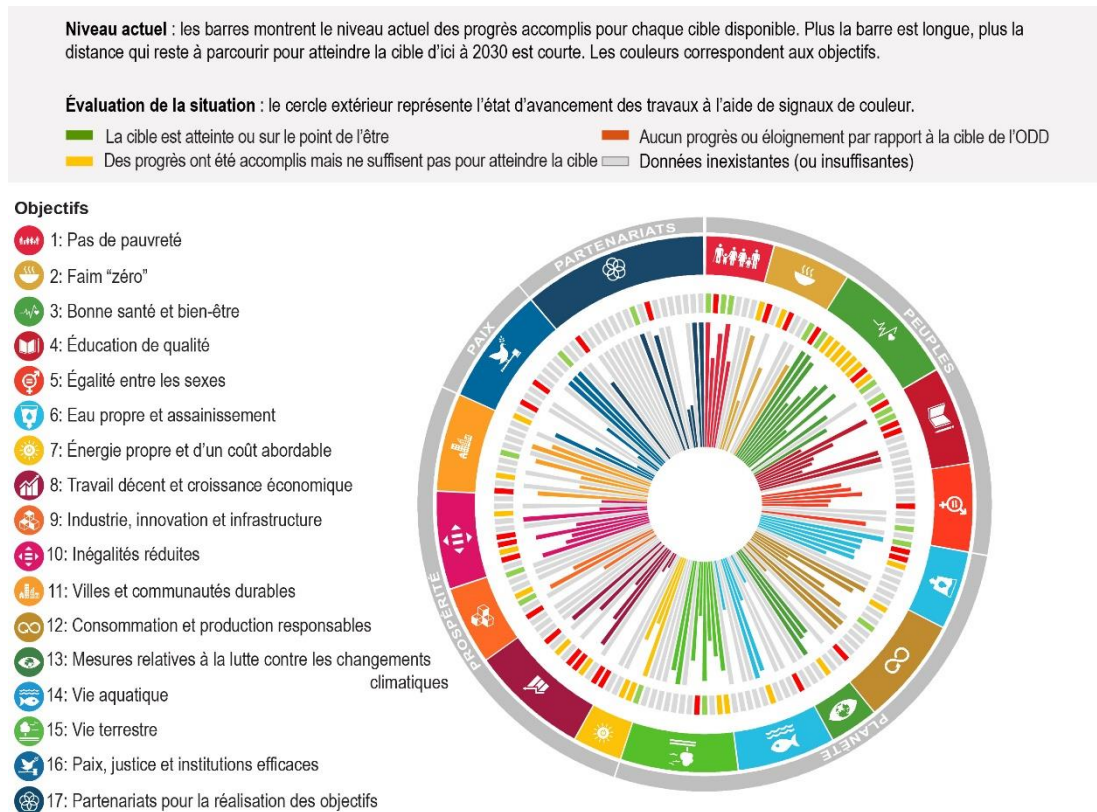 Niveau actuel : les barres montrent le niveau actuel des progrès accomplis pour chaque cible disponible. Plus la barre est longue, plus la
distance qui reste à parcourir pour atteindre la cible d'ici à 2030 est courte. Les couleurs correspondent aux objectifs.
Évaluation de la situation : le cercle extérieur représente l'état d'avancement des travaux à l'aide de signaux de couleur.
La cible est atteinte ou sur le point de l'être
Aucun progrès ou éloignement par rapport à la cible de l'ODD
Des progrès ont été accomplis mais ne suffisent pas pour atteindre la cible
Données inexistantes (ou insuffisantes)
Objectifs
1: Pas de pauvreté
2: Faim “zéro”
3: Bonne santé et bien-être
4: Éducation de qualité
5: Égalité entre les sexes
6: Eau propre et assainissement
7: Énergie propre et d'un coût abordable
8: Travail décent et croissance économique
9: Industrie, innovation et infrastructure
10: Inégalités réduites
11: Villes et communautés durables
12: Consommation et production responsables
13: Mesures relatives à la lutte contre les changements
climatiques
14: Vie aquatique
15: Vie terrestre
16: Paix, justice et institutions efficaces
17: Partenariats pour la réalisation des objectifs
PARTENARIATS
PEUPLES
PAIX
PROSPÉRITÉ
PLANÈTE